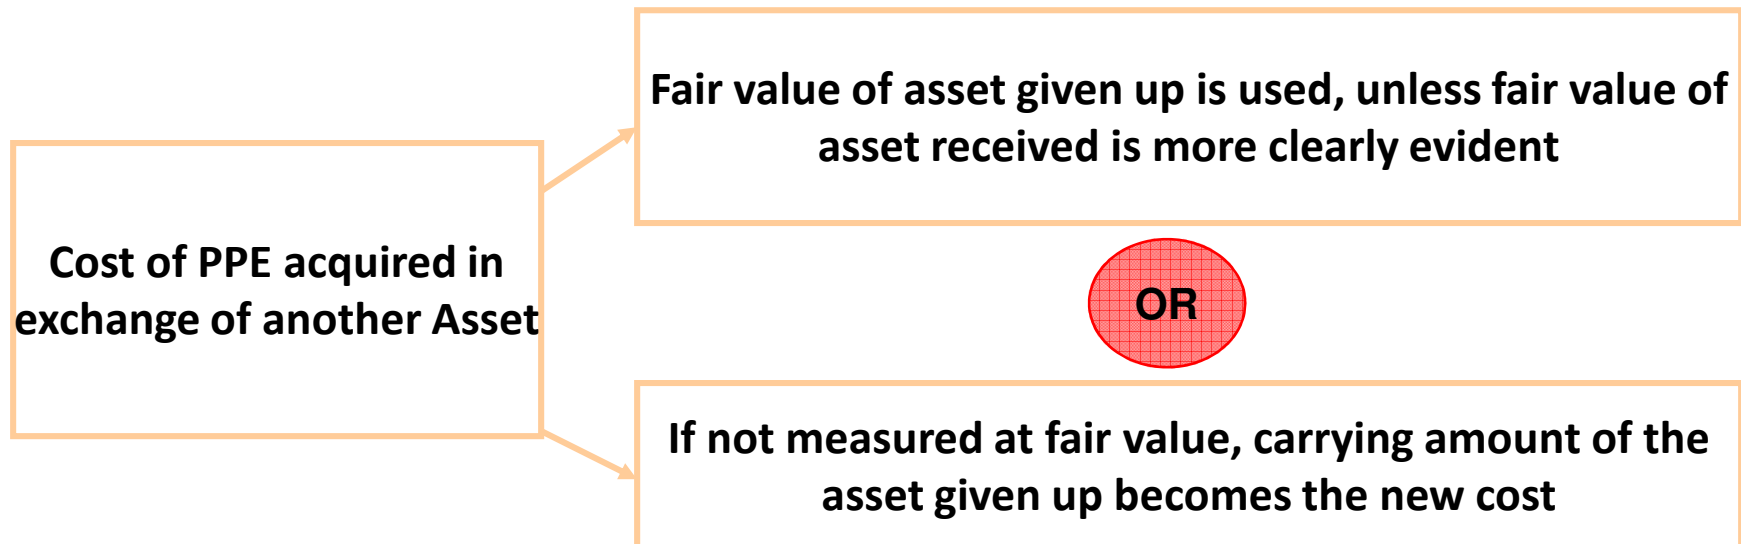 Fair value of asset given up is used, unless fair value of
asset received is more clearly evident
Cost of PPE acquired in
exchange of another Asset
OR
If not measured at fair value, carrying amount of the
asset given up becomes the new cost